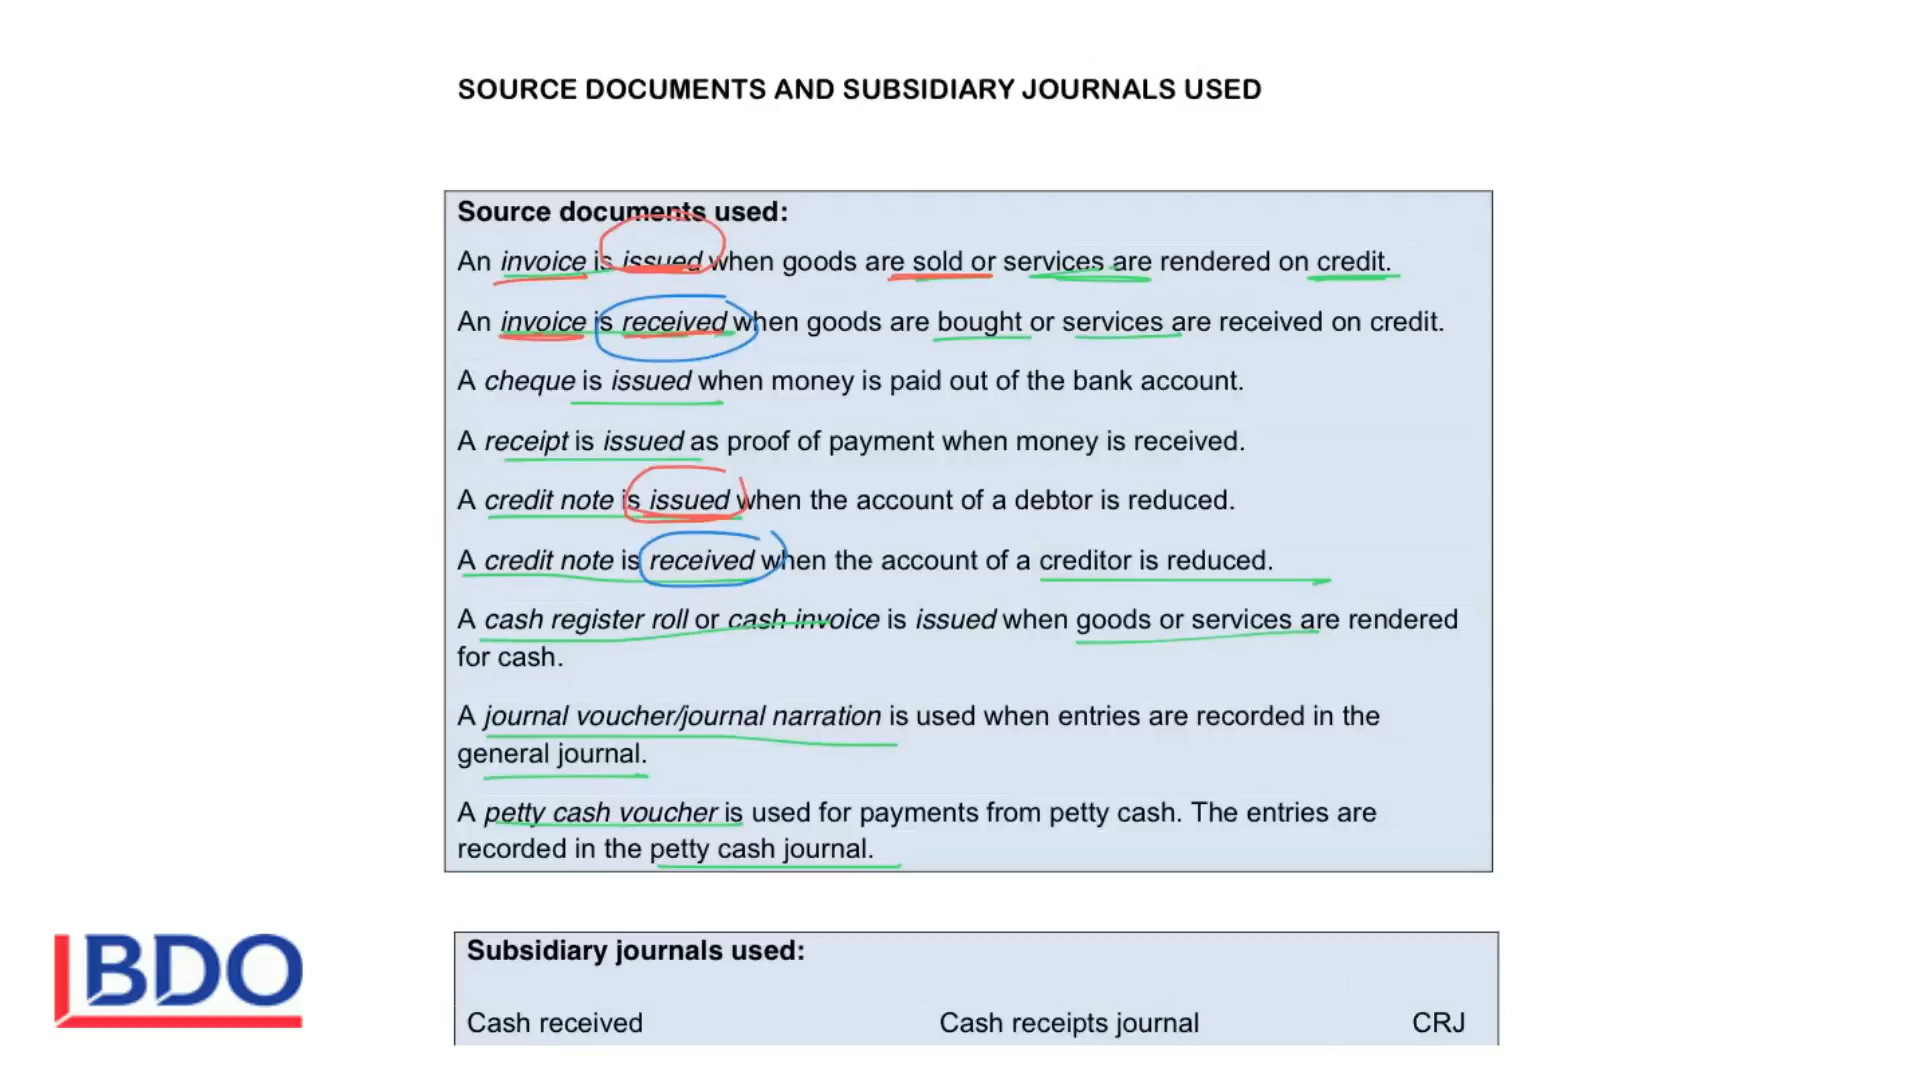 SOURCE DOCUMENTS AND SUBSIDIARY JOURNALS USED
Source documents used:
An invoice is issued when goods are sold or services are rendered on credit.
An invoice is received when goods are bought or services are received on credit.
A cheque is issued when money is paid out of the bank account.
A receipt is issued as proof of payment when money is received.
A credit note is issued when the account of a debtor is reduced.
A credit note is received when the account of a creditor is reduced.
A cash register roll or cash invoice is issued when goods or services are rendered
for cash.
A journal voucher/journal narration is used when entries are recorded in the
general journal.
A petty cash voucher is used for payments from petty cash. The entries are
recorded in the petty cash journal.
BDO
Subsidiary journals used:
Cash received Cash receipts journal CRJ